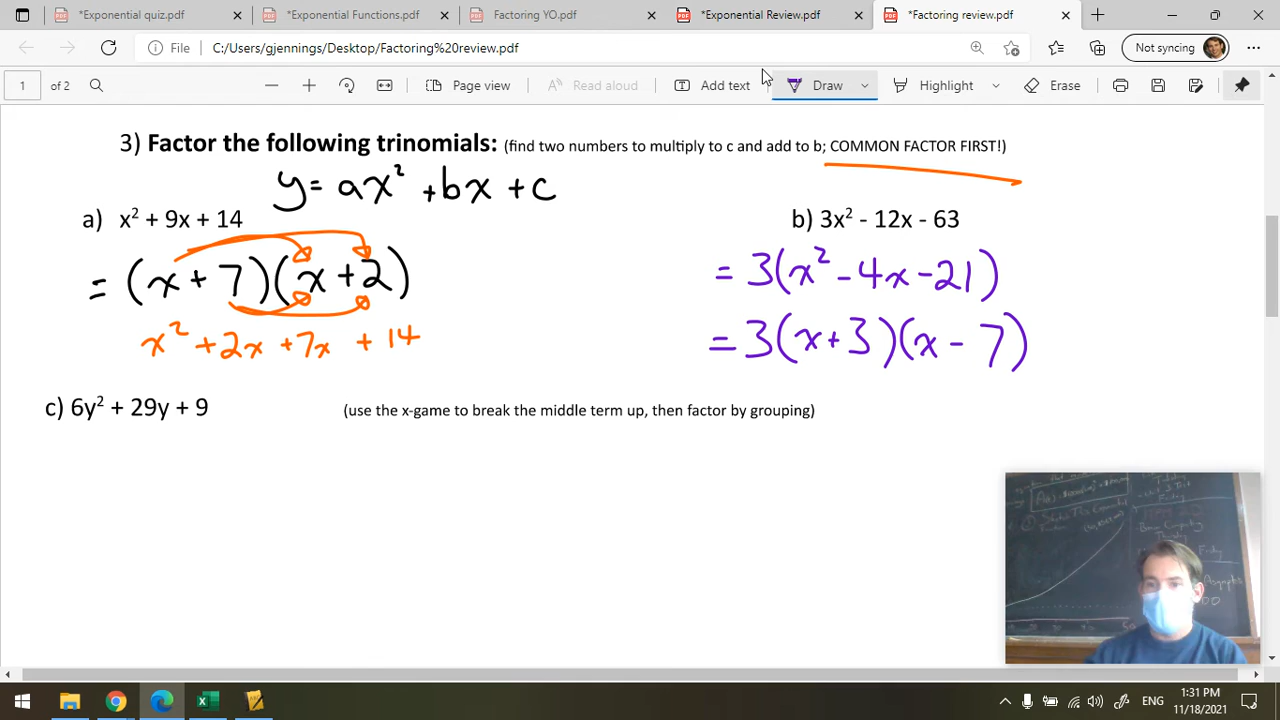 *Exponential quiz.pdf *Exponential Functions.pdf Factoring YO.pdf *Exponential Review.pdf *Factoring review.pdf
File C:/Users/gjennings/Desktop/Factoring%20review.pdf Not syncing
1 of 2 Page view Read aloud Add text Draw Highlight Erase
3) Factor the following trinomials: (find two numbers to multiply to c and add to b; COMMON FACTOR FIRST!)
y = ax² + bx + c
a) x² + 9x + 14
= (x + 7)(x + 2)
x² + 2x + 7x + 14
b) 3x² - 12x - 63
= 3(x² - 4x - 21)
= 3(x + 3)(x - 7)
c) 6y² + 29y + 9 (use the x-game to break the middle term up, then factor by grouping)
ENG 1:31 PM
11/18/2021